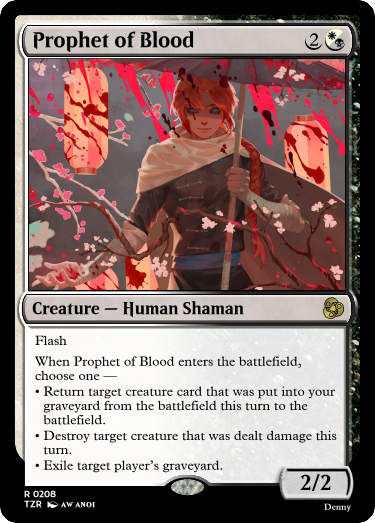 Prophet of Blood 2
Creature — Human Shaman
Flash
When Prophet of Blood enters the battlefield,
choose one —
• Return target creature card that was put into your
graveyard from the battlefield this turn to the
battlefield.
• Destroy target creature that was dealt damage this
turn.
• Exile target player's graveyard.
2/2
R 0208
TZR AW ANOI
Denny